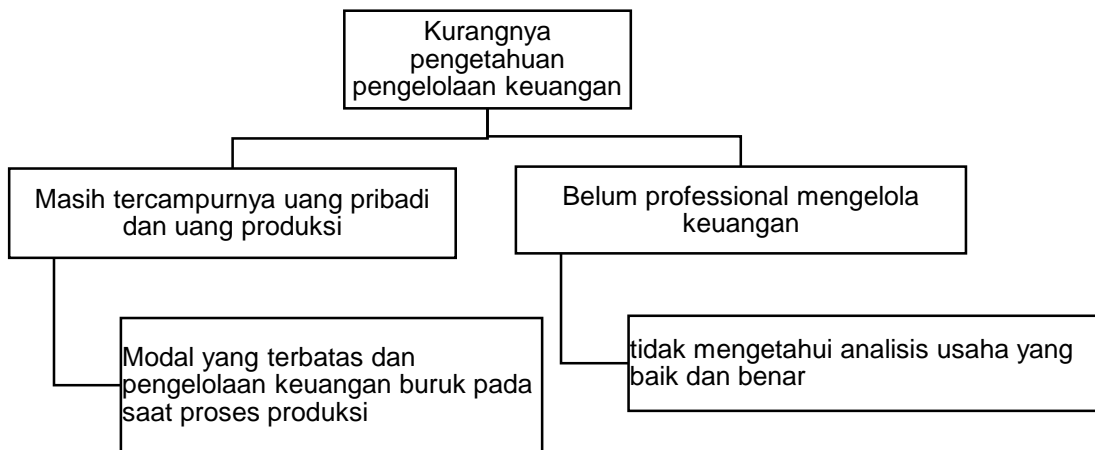 Kurangnya
pengetahuan
pengelolaan keuangan
Masih tercampurnya uang pribadi
dan uang produksi
Belum professional mengelola
keuangan
Modal yang terbatas dan
pengelolaan keuangan buruk pada
saat proses produksi
tidak mengetahui analisis usaha yang
baik dan benar